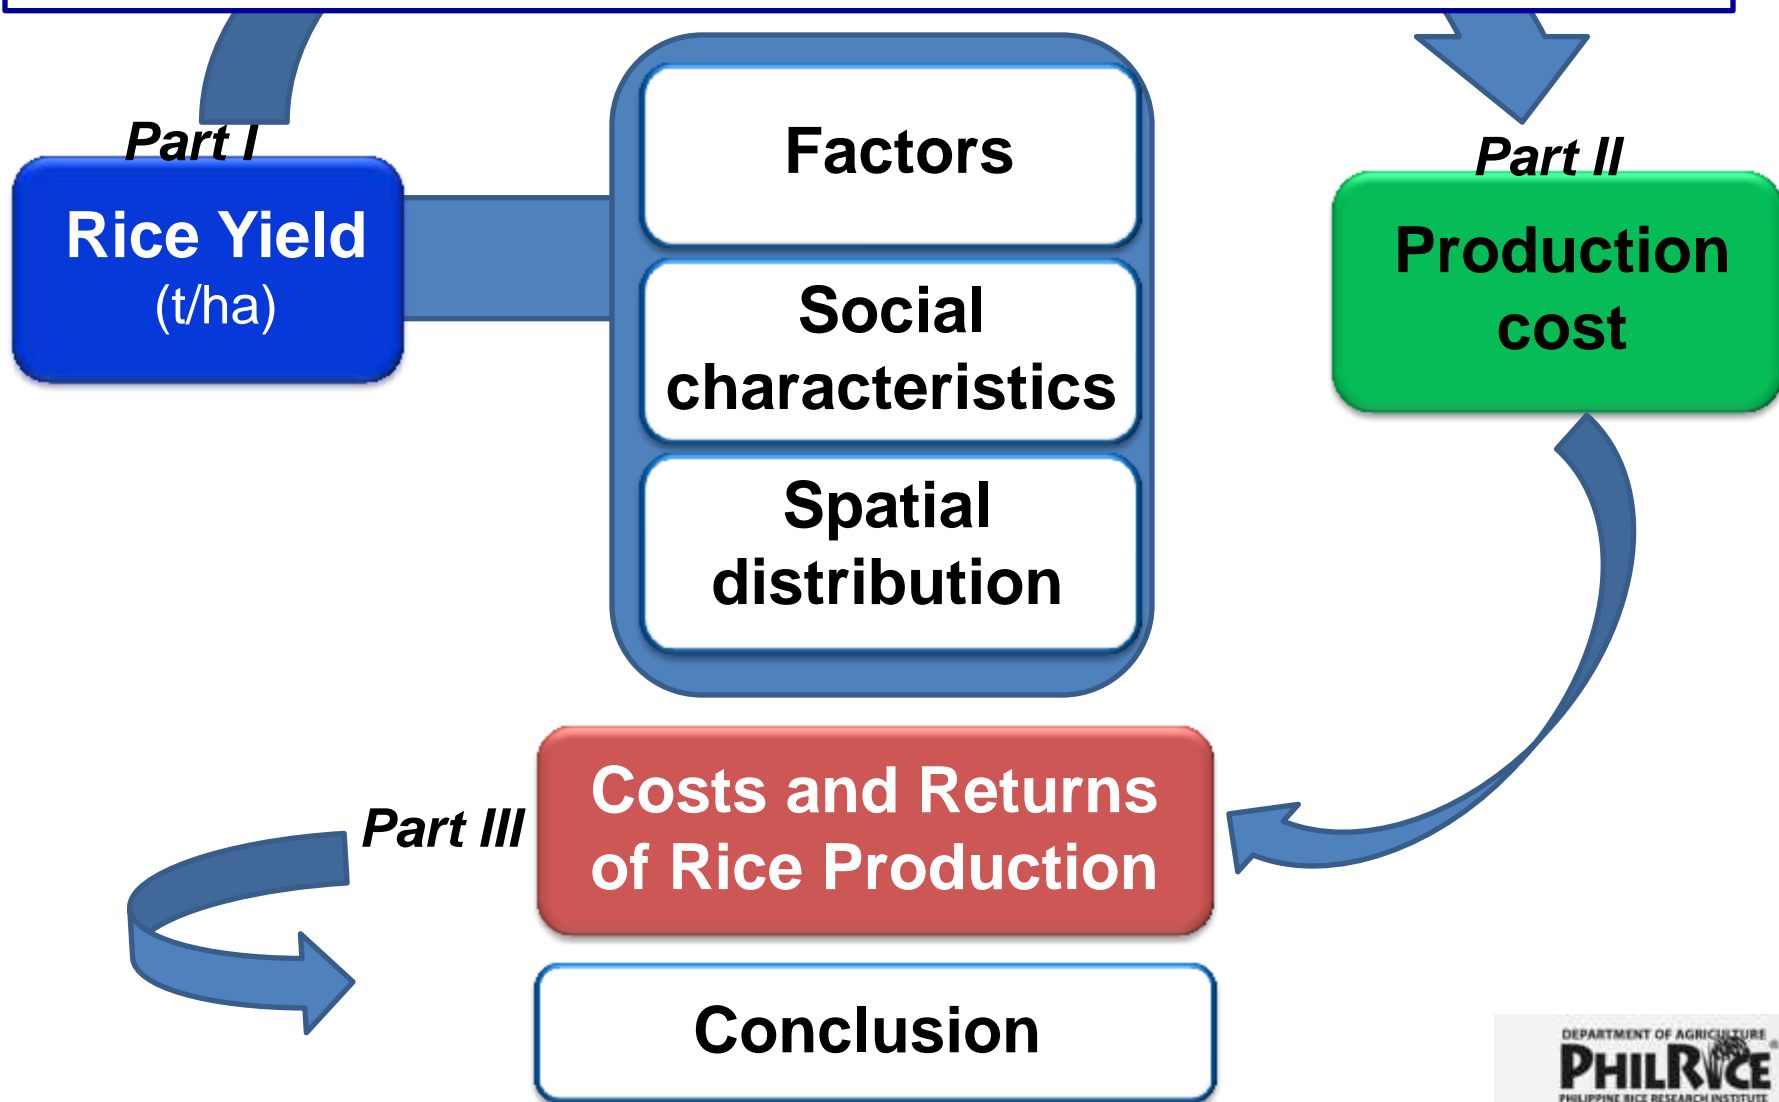 Part I
Rice Yield
(t/ha)
Factors
Social
characteristics
Spatial
distribution
Part II
Production
cost
Part III
Costs and Returns
of Rice Production
Conclusion
DEPARTMENT OF AGRICULTURE
PHILRICE
PHILIPPINE RICE RESEARCH INSTITUTE